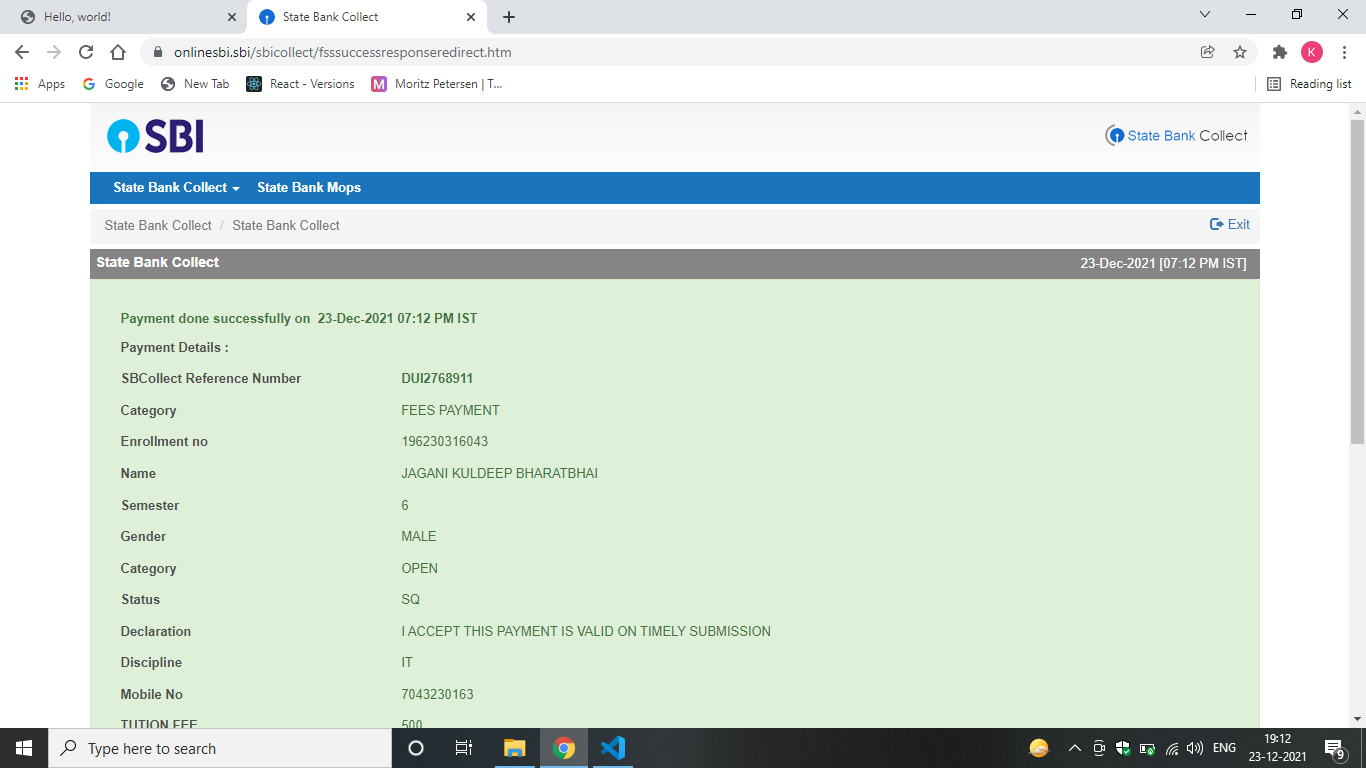 Hello, world!
State Bank Collect
onlinesbi.sbi/sbicollect/fsssuccessresponseredirect.htm
K
Apps
Google
New Tab
React - Versions
M
Moritz Petersen | T...
Reading list
SBI
State Bank Collect
State Bank Collect
State Bank Mops
State Bank Collect / State Bank Collect
Exit
State Bank Collect
23-Dec-2021 [07:12 PM IST]
Payment done successfully on 23-Dec-2021 07:12 PM IST
Payment Details :
SBCollect Reference Number DUI2768911
Category FEES PAYMENT
Enrollment no 196230316043
Name JAGANI KULDEEP BHARATBHAI
Semester 6
Gender MALE
Category OPEN
Status SQ
Declaration I ACCEPT THIS PAYMENT IS VALID ON TIMELY SUBMISSION
Discipline IT
Mobile No 7043230163
TUTION FEE 500
Type here to search
ENG
19:12
23-12-2021
9